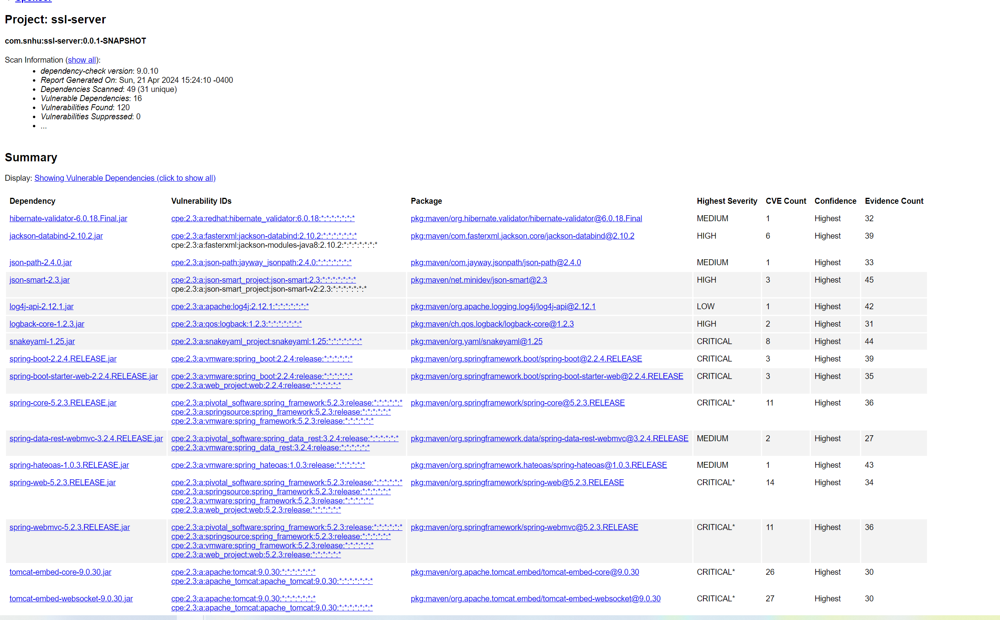 Sponsor
Project: ssl-server
com.snhu:ssl-server:0.0.1-SNAPSHOT
Scan Information (show all):
• dependency-check version: 9.0.10
• Report Generated On: Sun, 21 Apr 2024 15:24:10 -0400
• Dependencies Scanned: 49 (31 unique)
• Vulnerable Dependencies: 16
• Vulnerabilities Found: 120
• Vulnerabilities Suppressed: 0
• ...
Summary
Display: Showing Vulnerable Dependencies (click to show all)
Dependency Vulnerability IDs Package Highest Severity CVE Count Confidence Evidence Count
hibernate-validator-6.0.18.Final.jar cpe:2.3:a:redhat:hibernate_validator:6.0.18:*:*:*:*:*:*:* pkg:maven/org.hibernate.validator/hibernate-validator@6.0.18.Final MEDIUM 1 Highest 32
jackson-databind-2.10.2.jar cpe:2.3:a:fasterxml:jackson-databind:2.10.2:*:*:*:*:*:*:* pkg:maven/com.fasterxml.jackson.core/jackson-databind@2.10.2 HIGH 6 Highest 39
cpe:2.3:a:fasterxml:jackson-modules-java8:2.10.2:*:*:*:*:*:*:*
json-path-2.4.0.jar cpe:2.3:a:json-path:jayway_jsonpath:2.4.0:*:*:*:*:*:*:* pkg:maven/com.jayway.jsonpath/json-path@2.4.0 MEDIUM 1 Highest 33
json-smart-2.3.jar cpe:2.3:a:json-smart_project:json-smart:2.3:*:*:*:*:*:*:* pkg:maven/net.minidev/json-smart@2.3 HIGH 3 Highest 45
cpe:2.3:a:json-smart_project:json-smart-v2:2.3:*:*:*:*:*:*:*
log4j-api-2.12.1.jar cpe:2.3:a:apache:log4j:2.12.1:*:*:*:*:*:*:* pkg:maven/org.apache.logging.log4j/log4j-api@2.12.1 LOW 1 Highest 42
logback-core-1.2.3.jar cpe:2.3:a:qos:logback:1.2.3:*:*:*:*:*:*:* pkg:maven/ch.qos.logback/logback-core@1.2.3 HIGH 2 Highest 31
snakeyaml-1.25.jar cpe:2.3:a:snakeyaml_project:snakeyaml:1.25:*:*:*:*:*:*:* pkg:maven/org.yaml/snakeyaml@1.25 CRITICAL 8 Highest 44
spring-boot-2.2.4.RELEASE.jar cpe:2.3:a:vmware:spring_boot:2.2.4:release:*:*:*:*:*:* pkg:maven/org.springframework.boot/spring-boot@2.2.4.RELEASE CRITICAL 3 Highest 39
spring-boot-starter-web-2.2.4.RELEASE.jar cpe:2.3:a:vmware:spring_boot:2.2.4:release:*:*:*:*:*:* pkg:maven/org.springframework.boot/spring-boot-starter-web@2.2.4.RELEASE CRITICAL 3 Highest 35
cpe:2.3:a:web_project:web:2.2.4:release:*:*:*:*:*:*
spring-core-5.2.3.RELEASE.jar cpe:2.3:a:pivotal_software:spring_framework:5.2.3:release:*:*:*:*:*:* pkg:maven/org.springframework/spring-core@5.2.3.RELEASE CRITICAL* 11 Highest 36
cpe:2.3:a:springsource:spring_framework:5.2.3:release:*:*:*:*:*:*
cpe:2.3:a:vmware:spring_framework:5.2.3:release:*:*:*:*:*:*
spring-data-rest-webmvc-3.2.4.RELEASE.jar cpe:2.3:a:pivotal_software:spring_data_rest:3.2.4:release:*:*:*:*:*:* pkg:maven/org.springframework.data/spring-data-rest-webmvc@3.2.4.RELEASE MEDIUM 2 Highest 27
cpe:2.3:a:vmware:spring_data_rest:3.2.4:release:*:*:*:*:*:*
spring-hateoas-1.0.3.RELEASE.jar cpe:2.3:a:vmware:spring_hateoas:1.0.3:release:*:*:*:*:*:* pkg:maven/org.springframework.hateoas/spring-hateoas@1.0.3.RELEASE MEDIUM 1 Highest 43
spring-web-5.2.3.RELEASE.jar cpe:2.3:a:pivotal_software:spring_framework:5.2.3:release:*:*:*:*:*:* pkg:maven/org.springframework/spring-web@5.2.3.RELEASE CRITICAL* 14 Highest 34
cpe:2.3:a:springsource:spring_framework:5.2.3:release:*:*:*:*:*:*
cpe:2.3:a:vmware:spring_framework:5.2.3:release:*:*:*:*:*:*
cpe:2.3:a:web_project:web:5.2.3:release:*:*:*:*:*:*
spring-webmvc-5.2.3.RELEASE.jar cpe:2.3:a:pivotal_software:spring_framework:5.2.3:release:*:*:*:*:*:* pkg:maven/org.springframework/spring-webmvc@5.2.3.RELEASE CRITICAL* 11 Highest 36
cpe:2.3:a:springsource:spring_framework:5.2.3:release:*:*:*:*:*:*
cpe:2.3:a:vmware:spring_framework:5.2.3:release:*:*:*:*:*:*
cpe:2.3:a:web_project:web:5.2.3:release:*:*:*:*:*:*
tomcat-embed-core-9.0.30.jar cpe:2.3:a:apache:tomcat:9.0.30:*:*:*:*:*:*:* pkg:maven/org.apache.tomcat.embed/tomcat-embed-core@9.0.30 CRITICAL* 26 Highest 30
cpe:2.3:a:apache_tomcat:apache_tomcat:9.0.30:*:*:*:*:*:*:*
tomcat-embed-websocket-9.0.30.jar cpe:2.3:a:apache:tomcat:9.0.30:*:*:*:*:*:*:* pkg:maven/org.apache.tomcat.embed/tomcat-embed-websocket@9.0.30 CRITICAL* 27 Highest 30
cpe:2.3:a:apache_tomcat:apache_tomcat:9.0.30:*:*:*:*:*:*:*